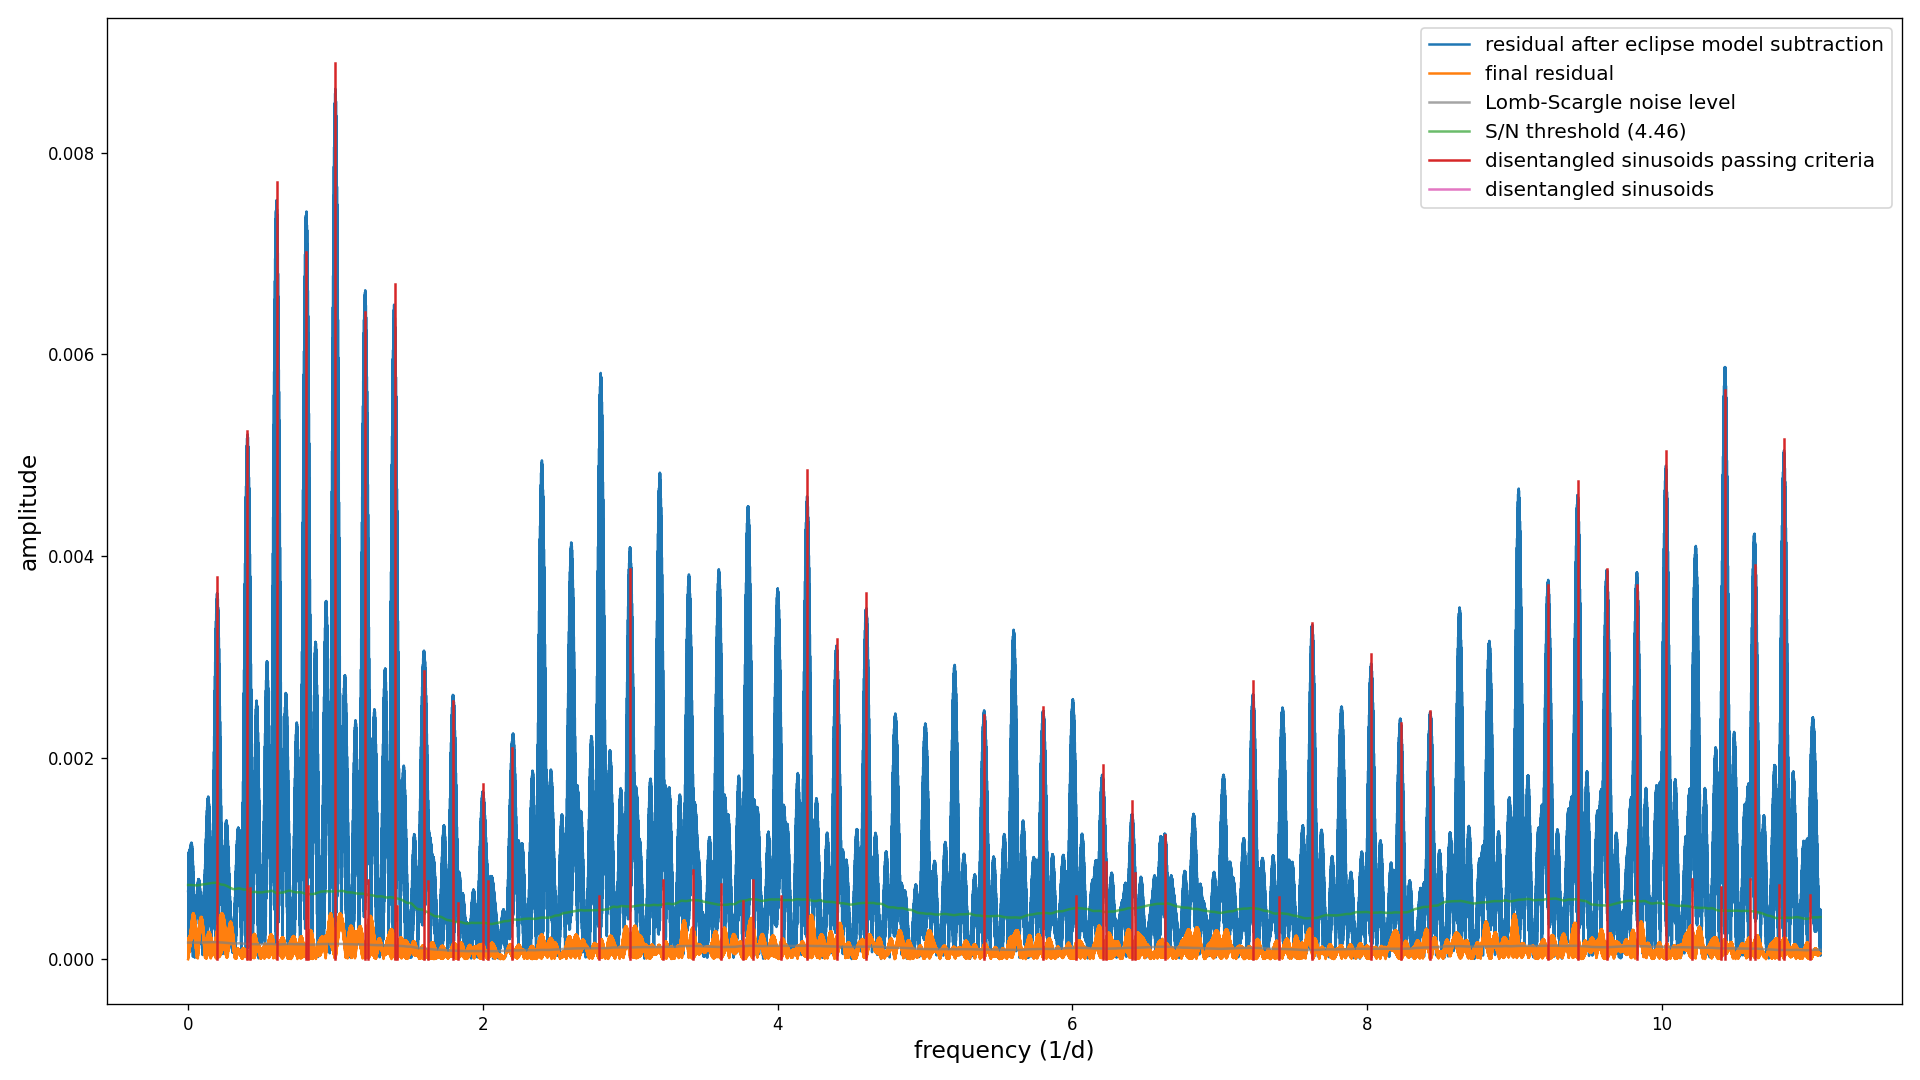 residual after eclipse model subtraction
final residual
Lomb-Scargle noise level
S/N threshold (4.46)
disentangled sinusoids passing criteria
disentangled sinusoids
amplitude
0.008
0.006
0.004
0.002
0.000
0 2 4 6 8 10
frequency (1/d)